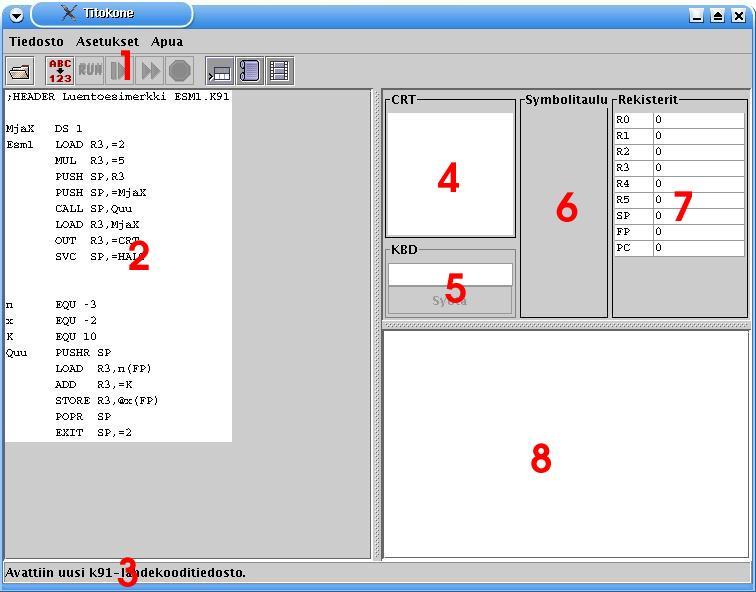 Titokone
Tiedosto Asetukset Apua
ABC
123
RUN
1
;HEADER Luentoesimerkki ESM1.K91
MjaX DS 1
Esm1 LOAD R3,=2
MUL R3,=5
PUSH SP,R3
PUSH SP,=MjaX
CALL SP,Quu
LOAD R3,MjaX
OUT R3,=CRT
SVC SP,=HALT
2
n EQU -3
x EQU -2
K EQU 10
Quu PUSHR SP
LOAD R3,n(FP)
ADD R3,=K
STORE R3,@x(FP)
POPR SP
EXIT SP,=2
CRT
4
KBD
5
Syötä
Symbolitaulu
6
Rekisterit
R0 0
R1 0
R2 0
R3 0
R4 0
R5 0
SP 0
FP 0
PC 0
7
8
Avattiin uusi k91-lähdekooditiedosto.
3